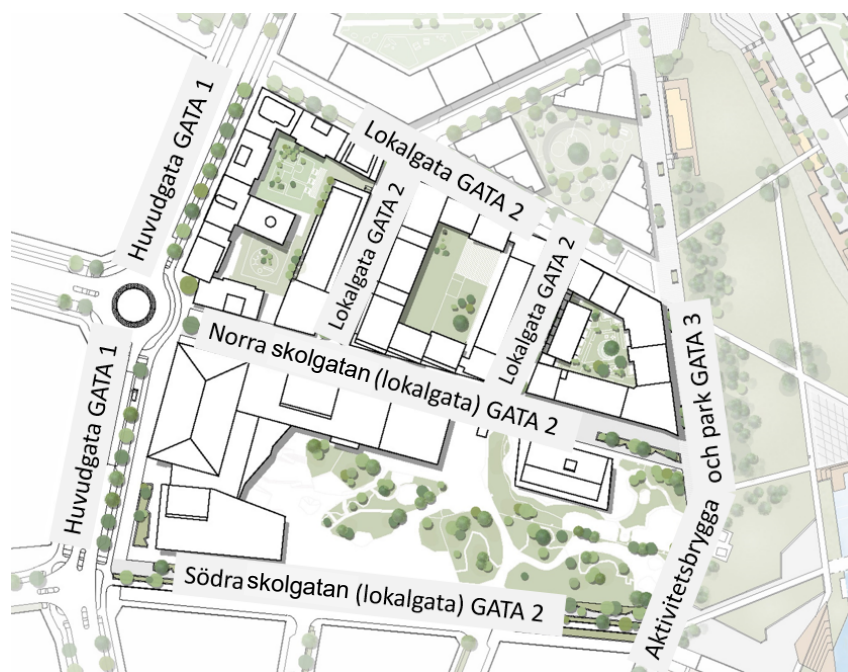 Huvudgata GATA 1
Lokalgata GATA 2
Lokalgata GATA 2
Lokalgata GATA 2
Norra skolgatan (lokalgata) GATA 2
Huvudgata GATA 1
Aktivitetsbrygga och park GATA 3
Södra skolgatan (lokalgata) GATA 2